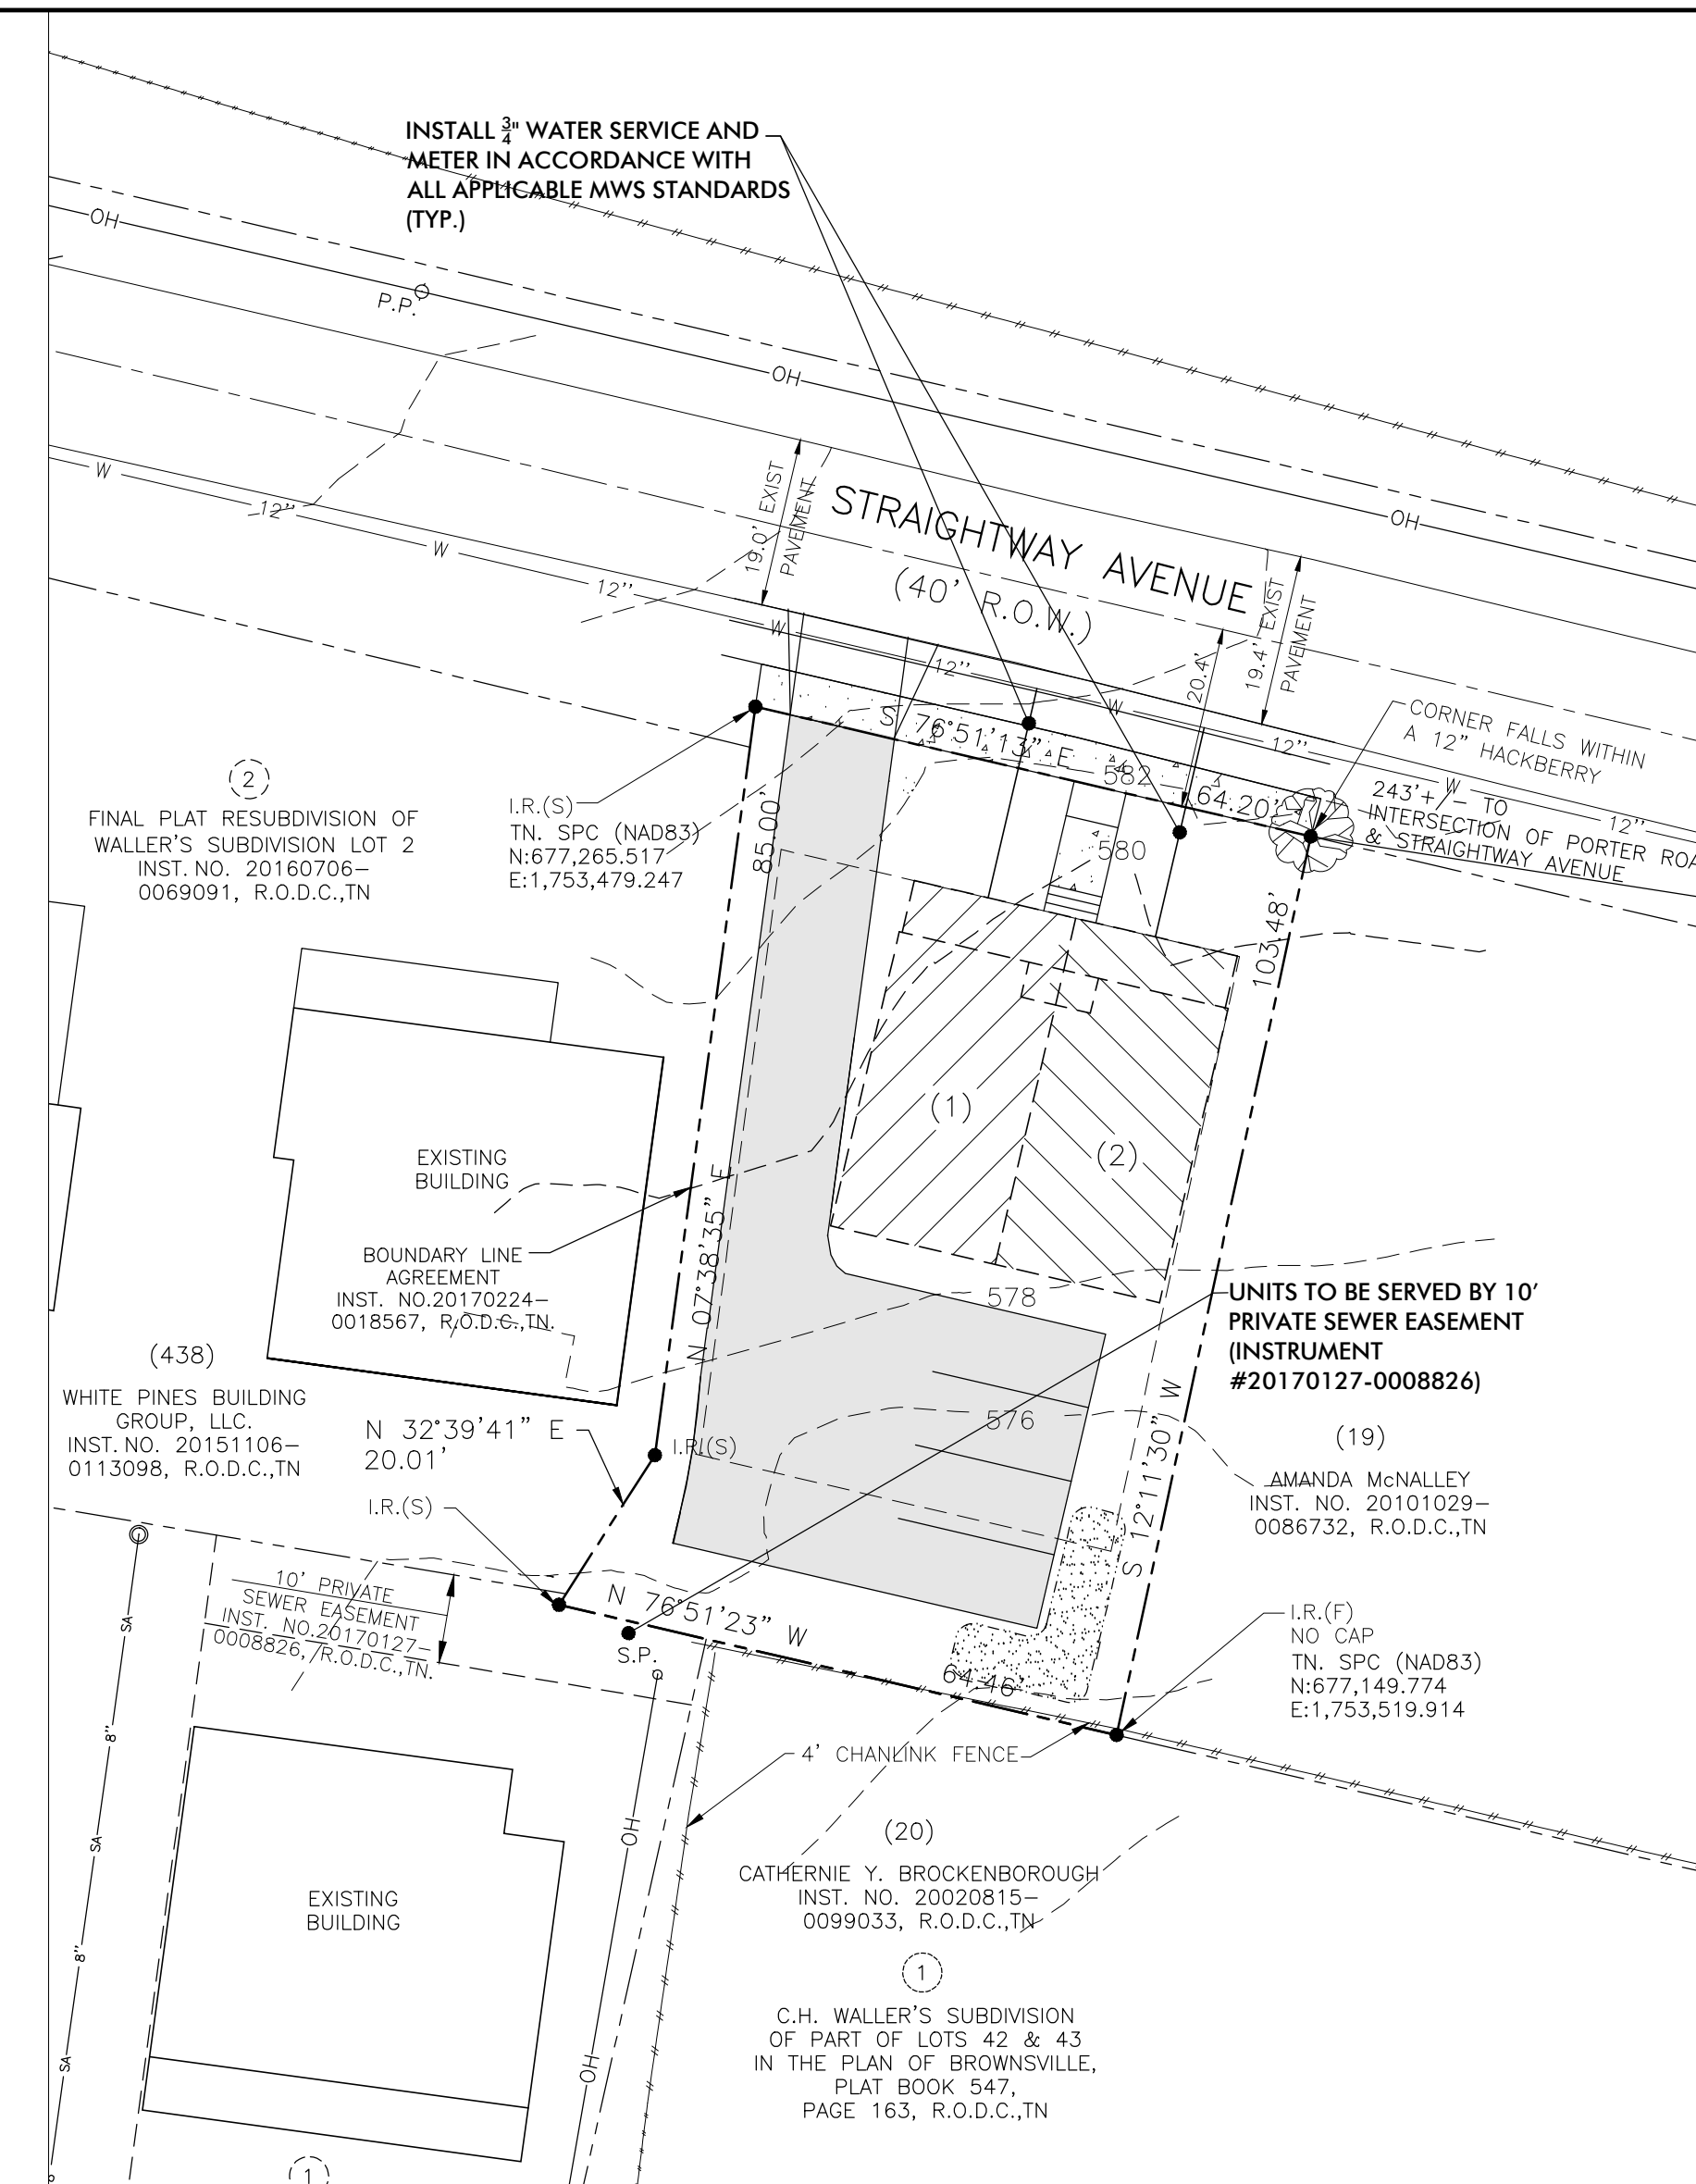 INSTALL 3/4" WATER SERVICE AND
METER IN ACCORDANCE WITH
ALL APPLICABLE MWS STANDARDS
(TYP.)
OH
P.P.
OH
OH
W
12"
W
12"
W
12"
W
12"
W
12"
19.0' EXIST
PAVEMENT
STRAIGHTWAY AVENUE
(40' R.O.W.)
20.4'
19.4' EXIST
PAVEMENT
CORNER FALLS WITHIN
A 12" HACKBERRY
243'+/- TO
INTERSECTION OF PORTER ROA
& STRAIGHTWAY AVENUE
S 76°51'13" E
64.20'
582
580
2
FINAL PLAT RESUBDIVISION OF
WALLER'S SUBDIVISION LOT 2
INST. NO. 20160706-
0069091, R.O.D.C.,TN
I.R.(S)
TN. SPC (NAD83)
N:677,265.517
E:1,753,479.247
85.00'
103.48'
(1)
(2)
EXISTING
BUILDING
BOUNDARY LINE
AGREEMENT
INST. NO.20170224-
0018567, R.O.D.C.,TN.
N 07°38'35" E
578
UNITS TO BE SERVED BY 10'
PRIVATE SEWER EASEMENT
(INSTRUMENT
#20170127-0008826)
(438)
WHITE PINES BUILDING
GROUP, LLC.
INST. NO. 20151106-
0113098, R.O.D.C.,TN
N 32°39'41" E
20.01'
I.R.(S)
I.R.(S)
576
S 12°11'30" W
(19)
AMANDA McNALLEY
INST. NO. 20101029-
0086732, R.O.D.C.,TN
10' PRIVATE
SEWER EASEMENT
INST. NO.20170127-
0008826, R.O.D.C.,TN.
N 76°51'23" W
64.46'
S.P.
I.R.(F)
NO CAP
TN. SPC (NAD83)
N:677,149.774
E:1,753,519.914
4' CHANLINK FENCE
SA
8"
SA
8"
SA
OH
OH
EXISTING
BUILDING
(20)
CATHERNIE Y. BROCKENBOROUGH
INST. NO. 20020815-
0099033, R.O.D.C.,TN
1
C.H. WALLER'S SUBDIVISION
OF PART OF LOTS 42 & 43
IN THE PLAN OF BROWNSVILLE,
PLAT BOOK 547,
PAGE 163, R.O.D.C.,TN
1